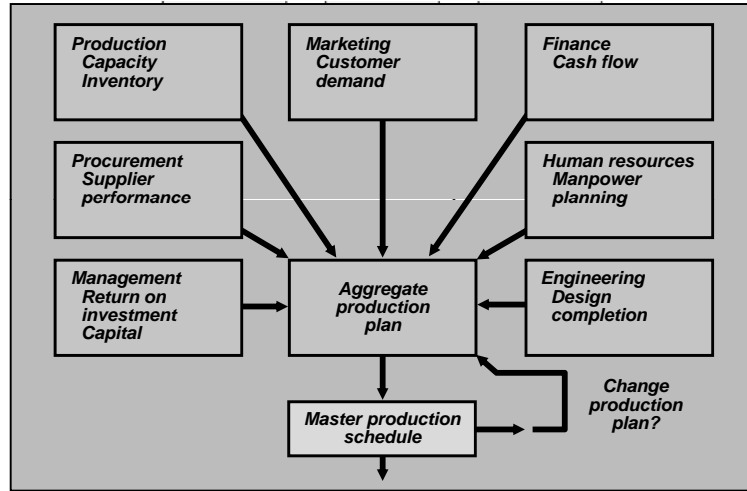 Production
Capacity
Inventory
Marketing
Customer
demand
Finance
Cash flow
Procurement
Supplier
performance
Human resources
Manpower
planning
Management
Return on
investment
Capital
Aggregate
production
plan
Engineering
Design
completion
Master production
schedule
Change
production
plan?